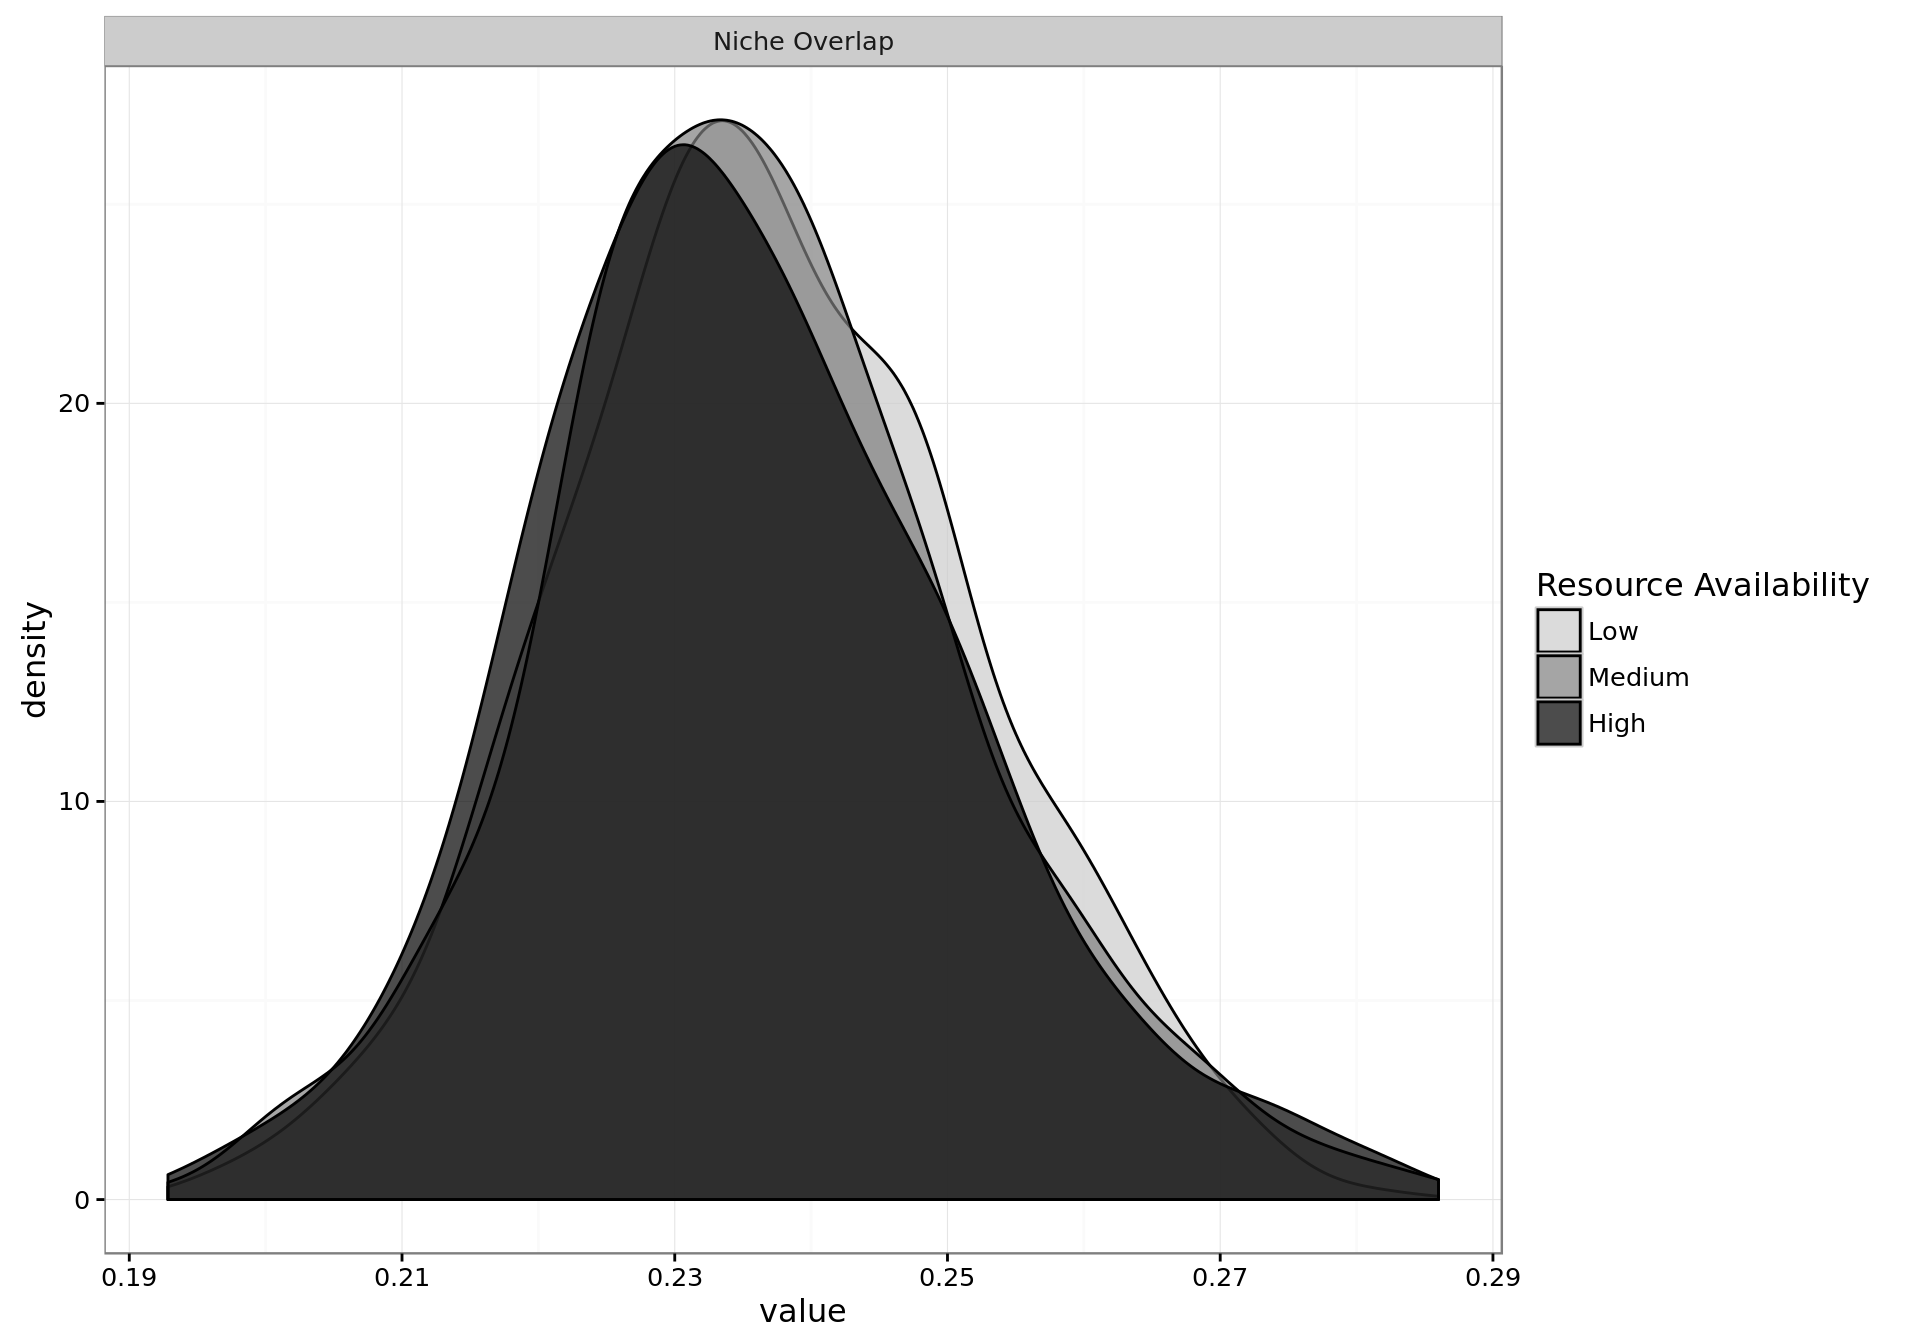 Niche Overlap
20
10
0
density
0.19 0.21 0.23 0.25 0.27 0.29
value
Resource Availability
Low
Medium
High